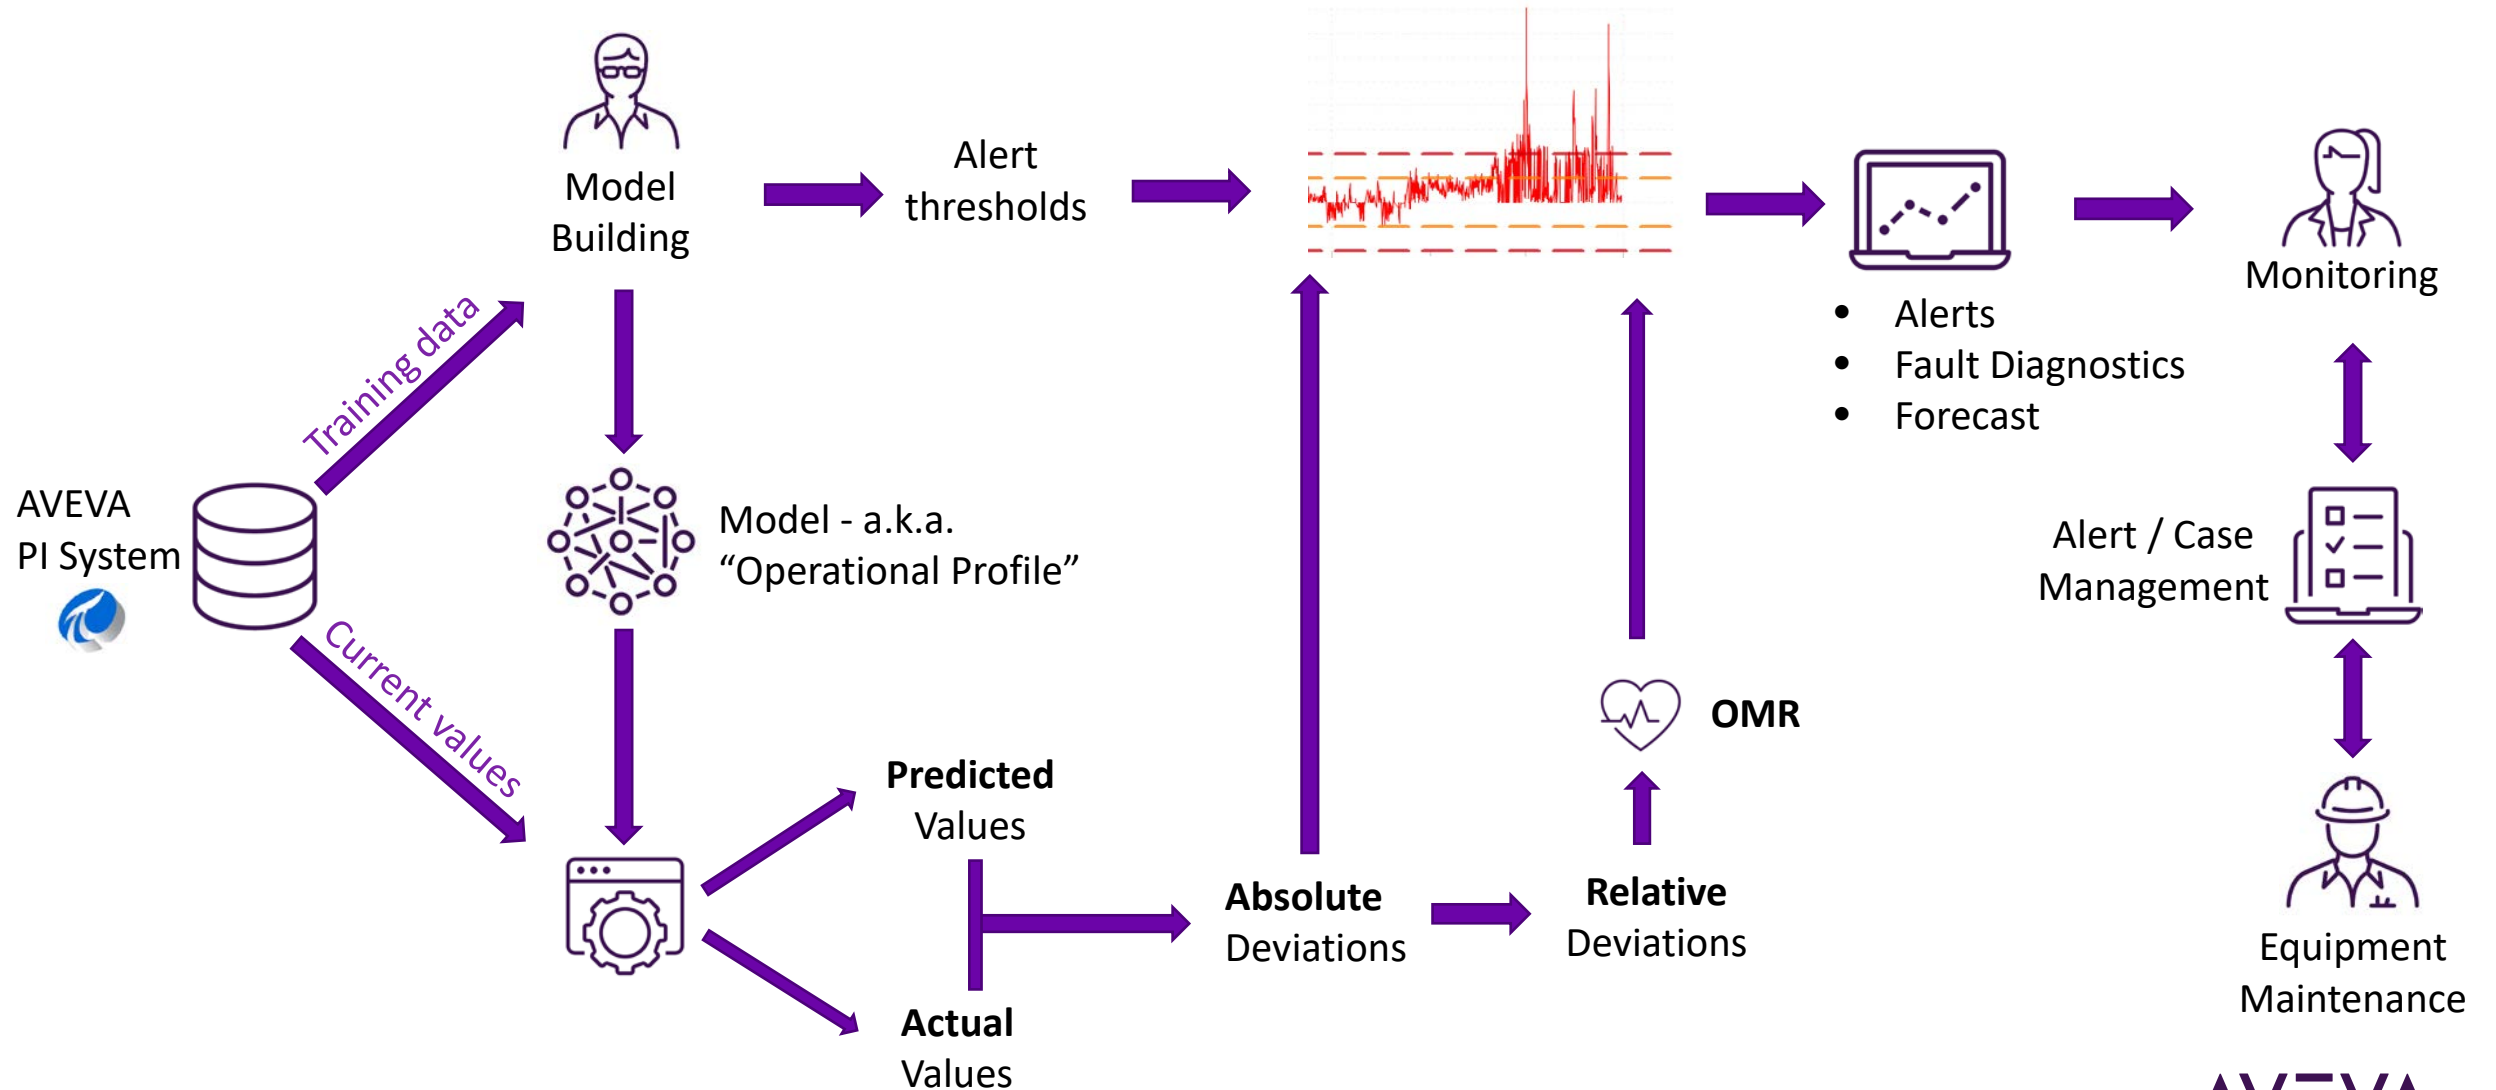 Model
Building
Alert
thresholds
• Alerts
• Fault Diagnostics
• Forecast
Monitoring
Training data
AVEVA
PI System
Current values
Model - a.k.a.
“Operational Profile”
Alert / Case
Management
OMR
Predicted
Values
Actual
Values
Absolute
Deviations
Relative
Deviations
Equipment
Maintenance
AVEVA